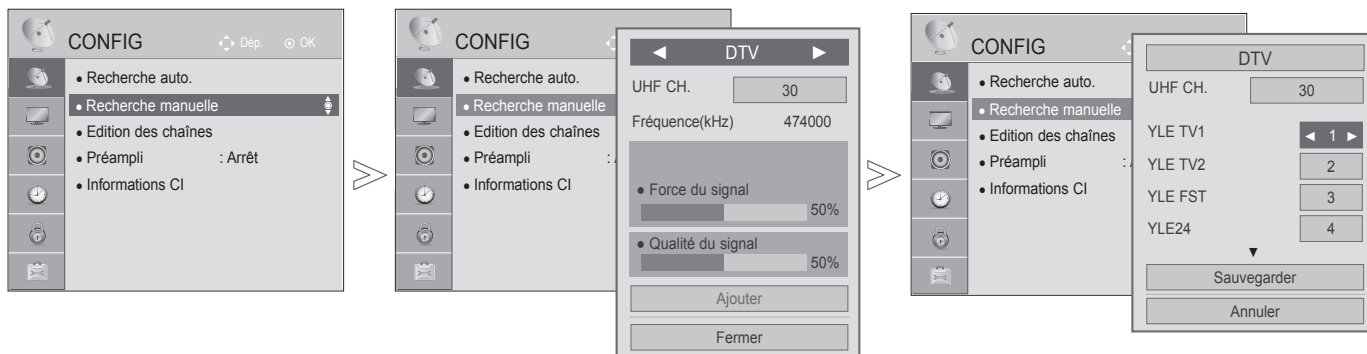 CONFIG
Dép. OK
• Recherche auto.
• Recherche manuelle
• Edition des chaînes
• Préampli : Arrêt
• Informations CI
CONFIG
• Recherche auto.
• Recherche manuelle
• Edition des chaînes
• Préampli :
• Informations CI
◄ DTV ►
UHF CH. 30
Fréquence(kHz) 474000
• Force du signal
50%
• Qualité du signal
50%
Ajouter
Fermer
CONFIG
• Recherche auto.
• Recherche manuelle
• Edition des chaînes
• Préampli :
• Informations CI
DTV
UHF CH. 30
YLE TV1 ◄ 1 ►
YLE TV2 2
YLE FST 3
YLE24 4
▼
Sauvegarder
Annuler